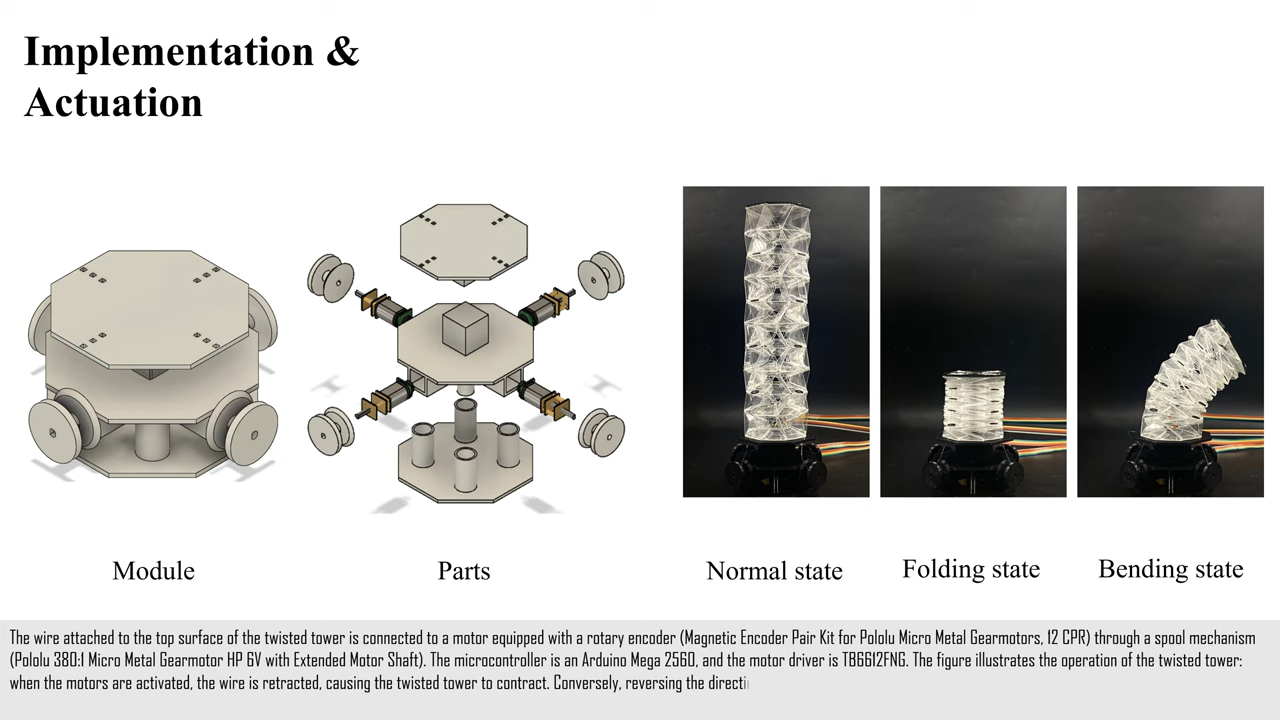 Implementation &
Actuation
Module
Parts
Normal state
Folding state
Bending state
The wire attached to the top surface of the twisted tower is connected to a motor equipped with a rotary encoder (Magnetic Encoder Pair Kit for Pololu Micro Metal Gearmotors, 12 CPR) through a spool mechanism
(Pololu 380:1 Micro Metal Gearmotor HP 6V with Extended Motor Shaft). The microcontroller is an Arduino Mega 2560, and the motor driver is TB6612FNG. The figure illustrates the operation of the twisted tower:
when the motors are activated, the wire is retracted, causing the twisted tower to contract. Conversely, reversing the directi